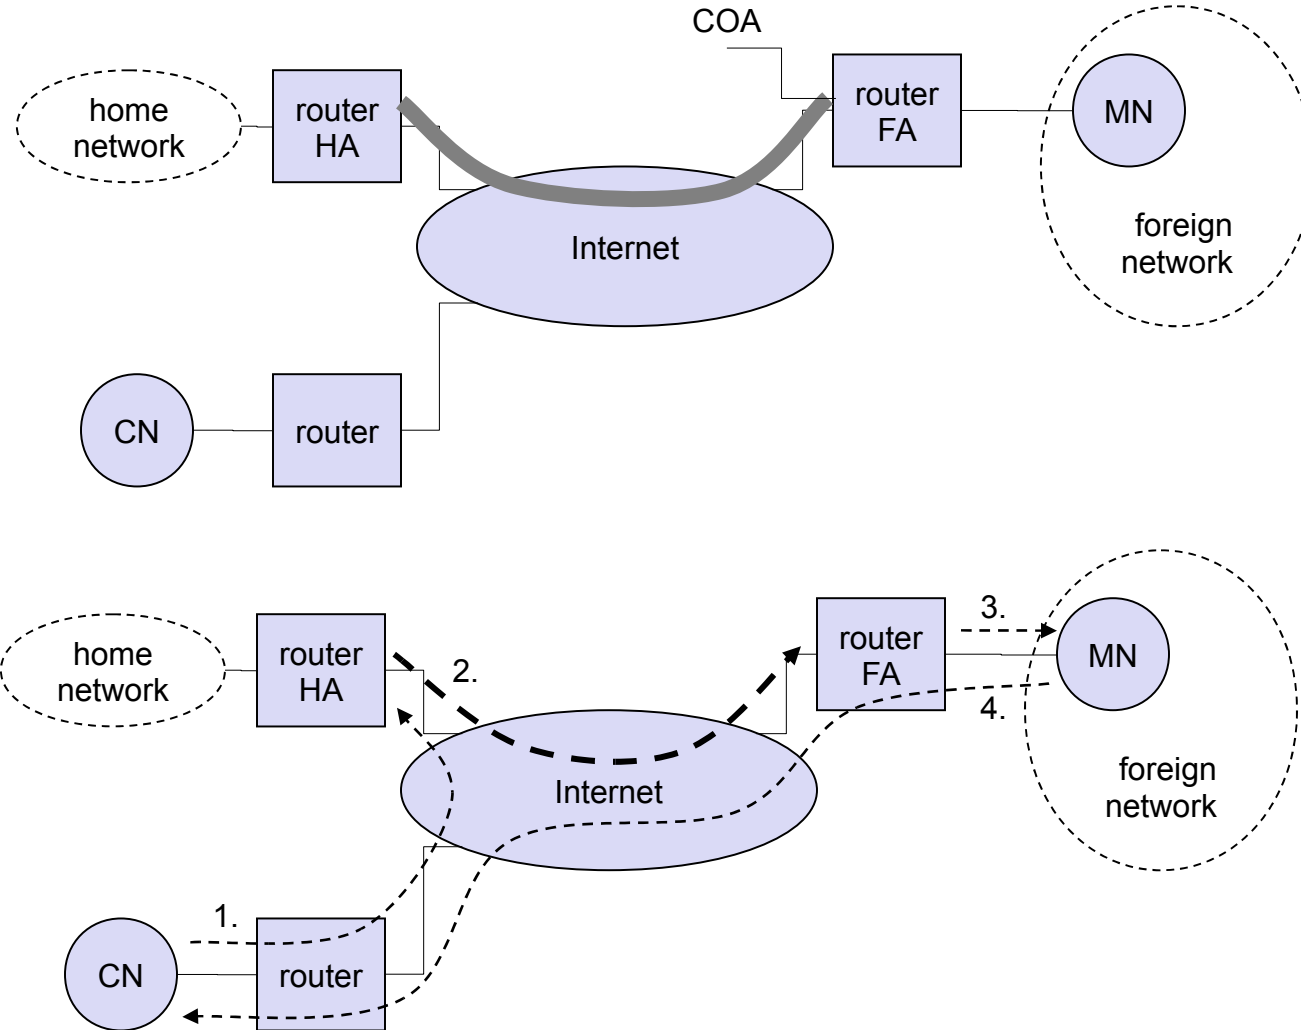 COA
home
network
router
HA
router
FA
MN
foreign
network
Internet
CN
router
home
network
router
HA
2.
router
FA
3.
MN
4.
foreign
network
Internet
1.
CN
router